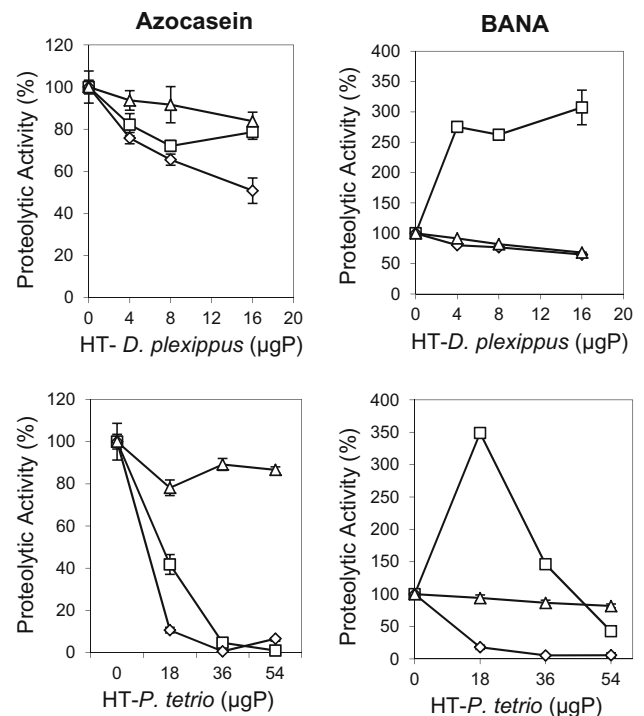 Azocasein
BANA
Proteolytic Activity (%)
120
100
80
60
40
20
0
0 4 8 12 16 20
HT- D. plexippus (µgP)
Proteolytic Activity (%)
400
350
300
250
200
150
100
50
0
0 4 8 12 16 20
HT-D. plexippus (µgP)
Proteolytic Activity (%)
120
100
80
60
40
20
0
0 18 36 54
HT-P. tetrio (µgP)
Proteolytic Activity (%)
400
350
300
250
200
150
100
50
0
0 18 36 54
HT-P. tetrio (µgP)